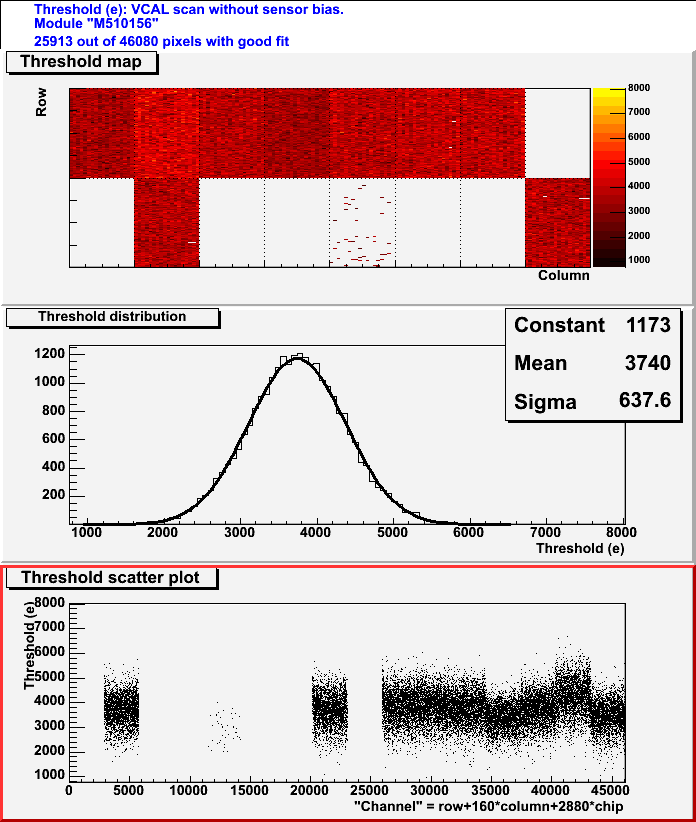 Threshold (e): VCAL scan without sensor bias.
Module "M510156"
25913 out of 46080 pixels with good fit
Threshold map
Row
8000
7000
6000
5000
4000
3000
2000
1000
Column
Threshold distribution
Constant 1173
Mean 3740
Sigma 637.6
1200
1000
800
600
400
200
1000 2000 3000 4000 5000 6000 7000 8000
Threshold (e)
Threshold scatter plot
Threshold (e)
8000
7000
6000
5000
4000
3000
2000
1000
0 5000 10000 15000 20000 25000 30000 35000 40000 45000
"Channel" = row+160*column+2880*chip